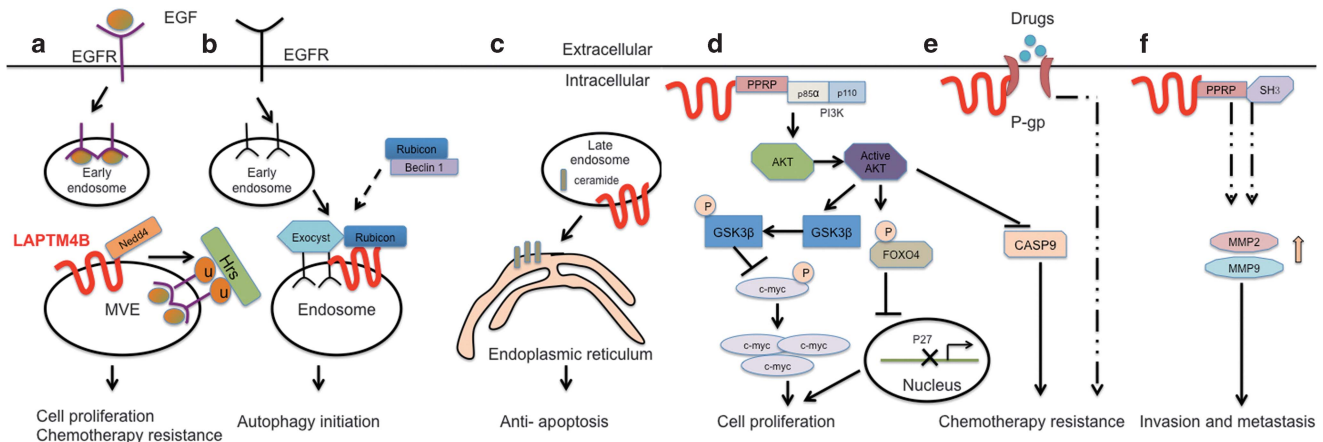 a
EGF
EGFR
Early
endosome
LAPTM4B
Nedd4
Hrs
u
u
MVE
Cell proliferation
Chemotherapy resistance
b
EGFR
Early
endosome
Rubicon
Beclin 1
Exocyst
Rubicon
Endosome
Autophagy initiation
c
Extracellular
Intracellular
Late
endosome
ceramide
Endoplasmic reticulum
Anti- apoptosis
d
PPRP
p85α
p110
PI3K
AKT
Active
AKT
P
GSK3β
GSK3β
P
FOXO4
P
c-myc
c-myc
c-myc
c-myc
P27
Nucleus
Cell proliferation
e
Drugs
P-gp
CASP9
Chemotherapy resistance
f
PPRP
SH3
MMP2
MMP9
Invasion and metastasis